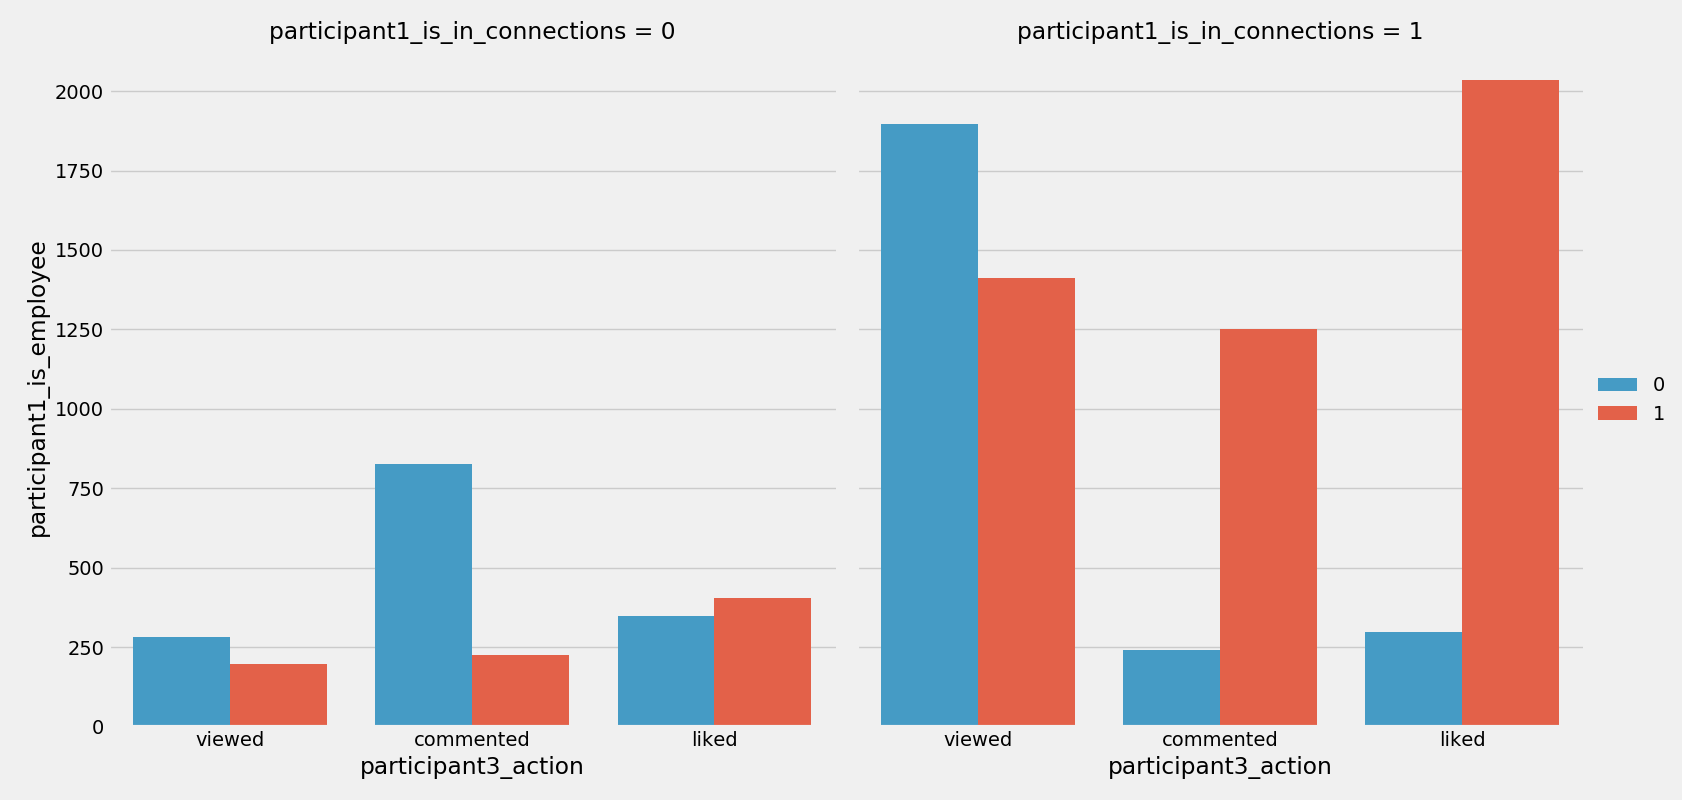 participant1_is_in_connections = 0
participant1_is_in_connections = 1
participant1_is_employee
2000
1750
1500
1250
1000
750
500
250
0
viewed commented liked
viewed commented liked
participant3_action
participant3_action
0
1